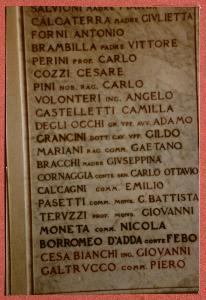 SALVIONI MADRE MARIA
CALCATERRA MADRE GIVLIETTA
FORNI ANTONIO
BRAMBILLA PADRE VITTORE
PERINI PROF. CARLO
COZZI CESARE
PINI NOB. RAG. CARLO
VOLONTERI ING. ANGELO
CASTELLETTI CAMILLA
DEGLI OCCHI GR. VFF. AVV. ADAMO
GRANCINI DOTT. CAV. VFF. GILDO
MARIANI RAG. COMM. GAETANO
BRACCHI MADRE GIVSEPPINA
CORNAGGIA CONTE SEN. CARLO OTTAVIO
CALCAGNI COMM. EMILIO
PASETTI COMM. MONS. G. BATTISTA
TERVZZI PROF. MONS. GIOVANNI
MONETA COMM. NICOLA
BORROMEO D'ADDA CONTE FEBO
CESA BIANCHI ING. GIOVANNI
GALTRVCCO COMM. PIERO